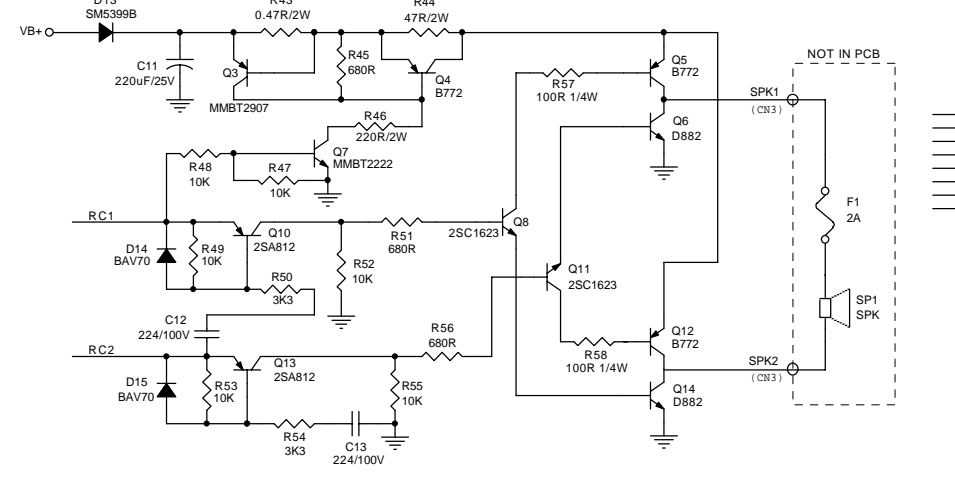 D13
SM5399B
VB+
C11
220uF/25V
R43
0.47R/2W
Q3
MMBT2907
R45
680R
R44
47R/2W
Q4
B772
R46
220R/2W
Q7
MMBT2222
R48
10K
R47
10K
RC1
D14
BAV70
R49
10K
Q10
2SA812
R50
3K3
R52
10K
R51
680R
2SC1623
Q8
R57
100R 1/4W
Q5
B772
Q6
D882
SPK1
(CN3)
NOT IN PCB
F1
2A
SP1
SPK
C12
224/100V
RC2
D15
BAV70
R53
10K
Q13
2SA812
R54
3K3
C13
224/100V
R55
10K
R56
680R
Q11
2SC1623
R58
100R 1/4W
Q12
B772
Q14
D882
SPK2
(CN3)